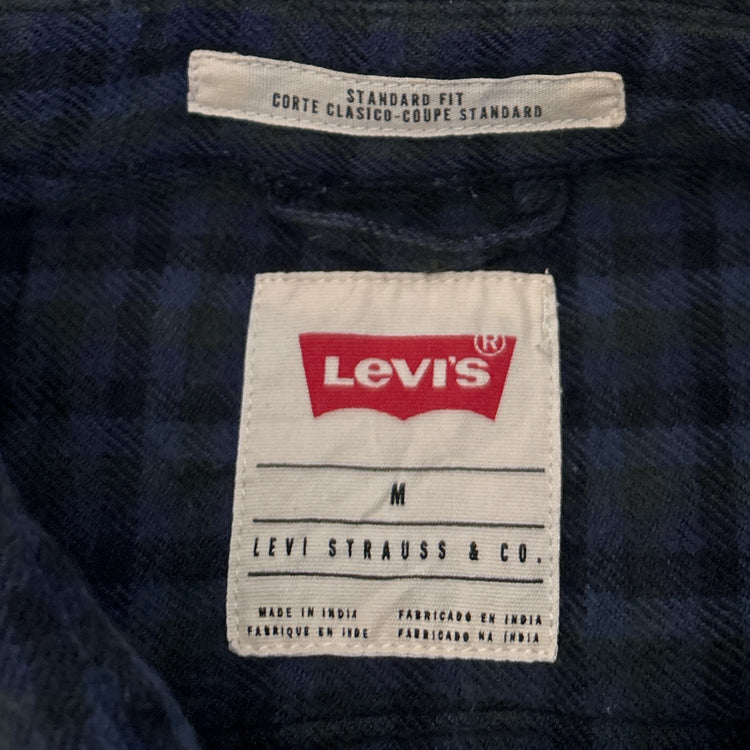 STANDARD FIT
CORTE CLASICO-COUPE STANDARD
LEVI'S®
M
LEVI STRAUSS & CO.
MADE IN INDIA FABRICADO EN INDIA
FABRIQUE EN INDE FABRICADO NA ÍNDIA